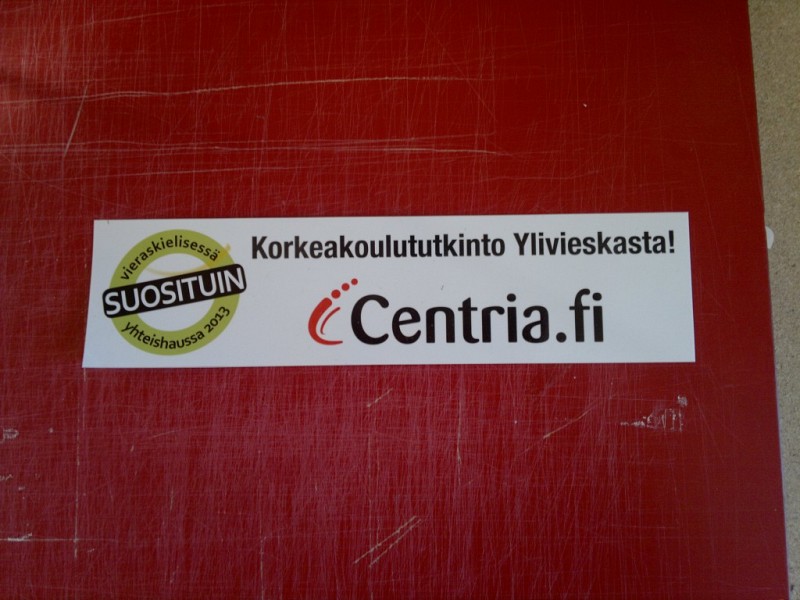 vieraskielisessä
SUOSITUIN
yhteishaussa 2013
Korkeakoulututkinto Ylivieskasta!
Centria.fi